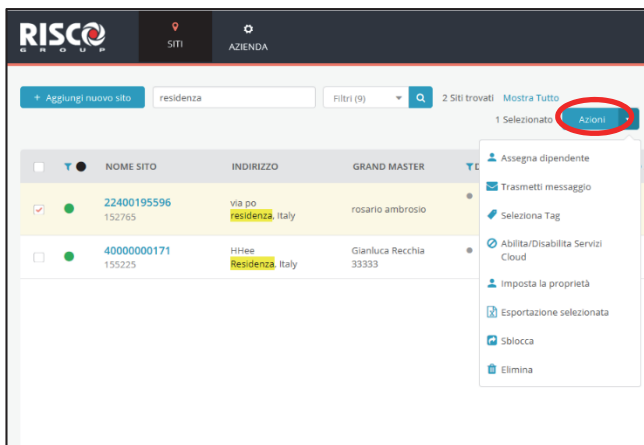 RISCO
GROUP
SITI
AZIENDA
+ Aggiungi nuovo sito
residenza
Filtri (9)
2 Siti trovati Mostra Tutto
1 Selezionato
Azioni
NOME SITO INDIRIZZO GRAND MASTER D
22400195596
152765
via po
residenza, Italy
rosario ambrosio
40000000171
155225
HHee
Residenza, Italy
Gianluca Recchia
33333
Assegna dipendente
Trasmetti messaggio
Seleziona Tag
Abilita/Disabilita Servizi
Cloud
Imposta la proprietà
Esportazione selezionata
Sblocca
Elimina